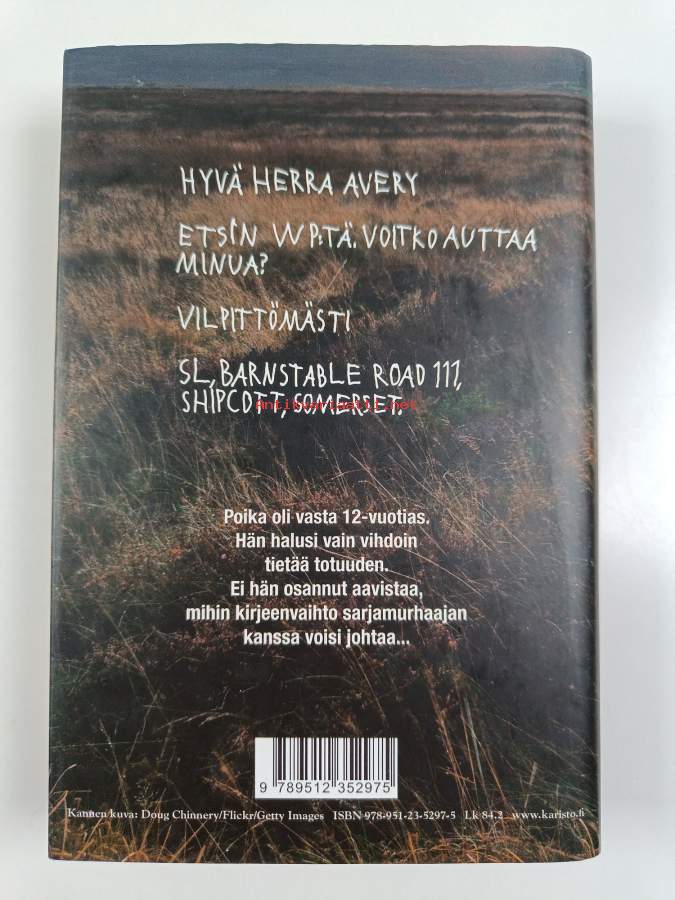 HYVÄ HERRA AVERY
ETSIN WP:TÄ. VOITKO AUTTAA
MINUA?
VILPITTÖMÄSTI
SL, BARNSTABLE ROAD 111,
SHIPCOTT, SOMERSET.
Antikvariaatti.net
Poika oli vasta 12-vuotias.
Hän halusi vain vihdoin
tietää totuuden.
Ei hän osannut aavistaa,
mihin kirjeenvaihto sarjamurhaajan
kanssa voisi johtaa...
9 789512 352975
Kannen kuva: Doug Chinnery/Flickr/Getty Images ISBN 978-951-23-5297-5 Lk 84.2 www.karisto.fi